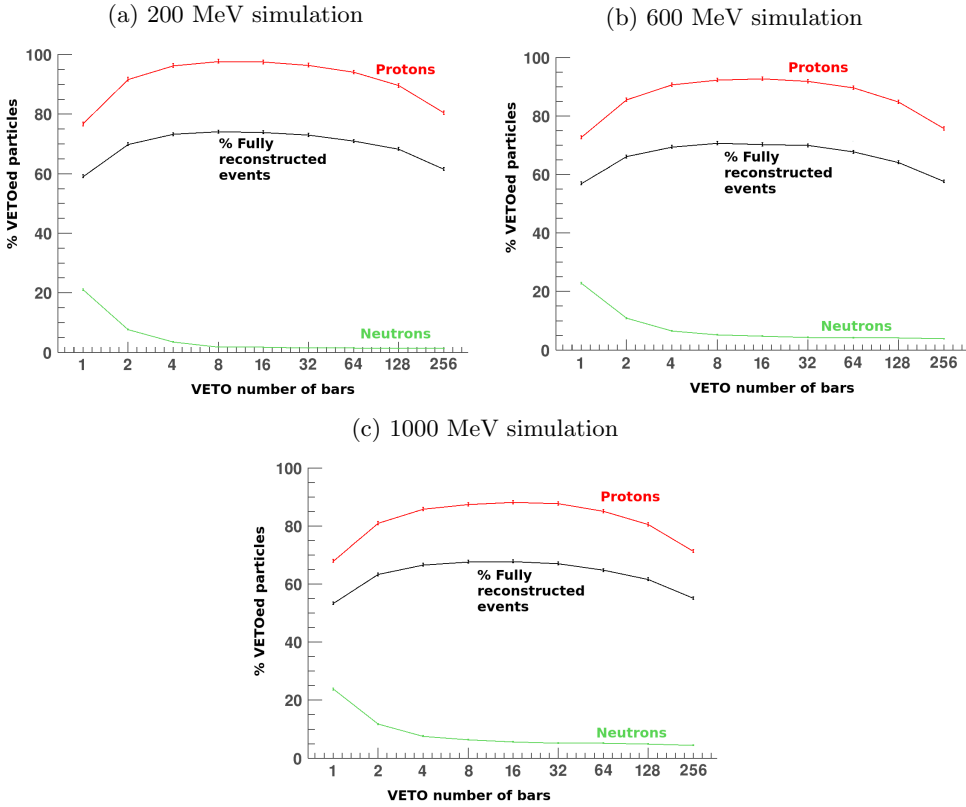 (a) 200 MeV simulation
100
80
60
40
20
0
% VETOed particles
Protons
% Fully
reconstructed
events
Neutrons
1 2 4 8 16 32 64 128 256
VETO number of bars
(b) 600 MeV simulation
100
80
60
40
20
0
% VETOed particles
Protons
% Fully
reconstructed
events
Neutrons
1 2 4 8 16 32 64 128 256
VETO number of bars
(c) 1000 MeV simulation
100
80
60
40
20
0
% VETOed particles
Protons
% Fully
reconstructed
events
Neutrons
1 2 4 8 16 32 64 128 256
VETO number of bars